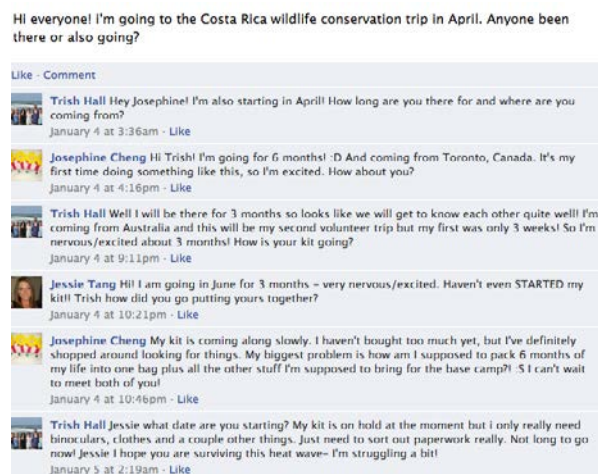 Hi everyone! i'm going to the Costa Rica wildlife conservation trip in April. Anyone been
there or also going?
Like · Comment
Trish Hall Hey Josephine! I'm also starting in April! How long are you there for and where are you
coming from?
January 4 at 3:36am · Like
Josephine Cheng Hi Trish! I'm going for 6 months! :D And coming from Toronto, Canada. It's my
first time doing something like this, so I'm excited. How about you?
January 4 at 4:16pm · Like
Trish Hall Well I will be there for 3 months so looks like we will get to know each other quite well! I'm
coming from Australia and this will be my second volunteer trip but my first was only 3 weeks! So I'm
nervous/excited about 3 months! How is your kit going?
January 4 at 9:11pm · Like
Jessie Tang Hi! I am going in June for 3 months – very nervous/excited. Haven't even STARTED my
kit!! Trish how did you go putting yours together?
January 4 at 10:21pm · Like
Josephine Cheng My kit is coming along slowly. I haven't bought too much yet, but I've definitely
shopped around looking for things. My biggest problem is how am I supposed to pack 6 months of
my life into one bag plus all the other stuff I'm supposed to bring for the base camp?! :S I can't wait
to meet both of you!
January 4 at 10:46pm · Like
Trish Hall Jessie what date are you starting? My kit is on hold at the moment but i only really need
binoculars, clothes and a couple other things. Just need to sort out paperwork really. Not long to go
now! Jessie I hope you are surviving this heat wave– I'm struggling a bit!
January 5 at 2:19am · Like